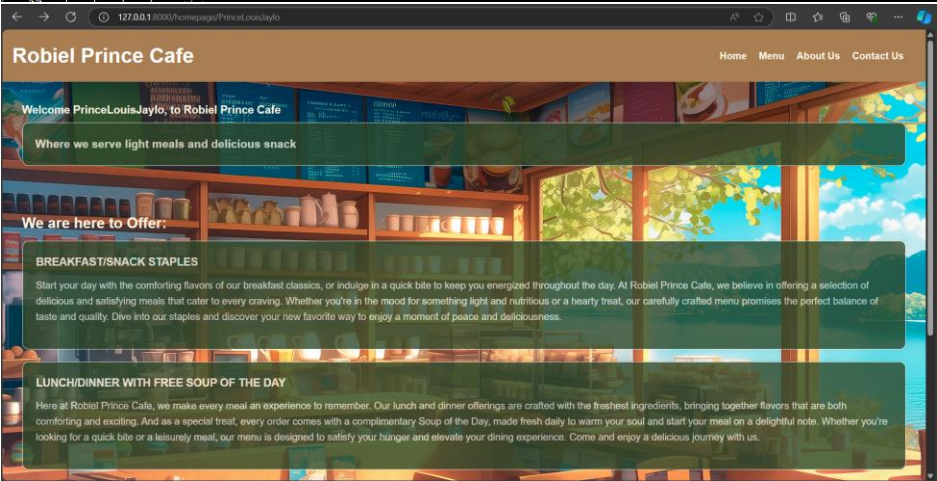 127.0.0.1:8000/homepage/PrinceLouisJaylo
Robiel Prince Cafe
Home Menu About Us Contact Us
Welcome PrinceLouisJaylo, to Robiel Prince Cafe
Where we serve light meals and delicious snack
We are here to Offer:
BREAKFAST/SNACK STAPLES
Start your day with the comforting flavors of our breakfast classics, or indulge in a quick bite to keep you energized throughout the day. At Robiel Prince Cafe, we believe in offering a selection of
delicious and satisfying meals that cater to every craving. Whether you're in the mood for something light and nutritious or a hearty treat, our carefully crafted menu promises the perfect balance of
taste and quality. Dive into our staples and discover your new favorite way to enjoy a moment of peace and deliciousness.
LUNCH/DINNER WITH FREE SOUP OF THE DAY
Here at Robiel Prince Cafe, we make every meal an experience to remember. Our lunch and dinner offerings are crafted with the freshest ingredients, bringing together flavors that are both
comforting and exciting. And as a special treat, every order comes with a complimentary Soup of the Day, made fresh daily to warm your soul and start your meal on a delightful note. Whether you're
looking for a quick bite or a leisurely meal, our menu is designed to satisfy your hunger and elevate your dining experience. Come and enjoy a delicious journey with us.